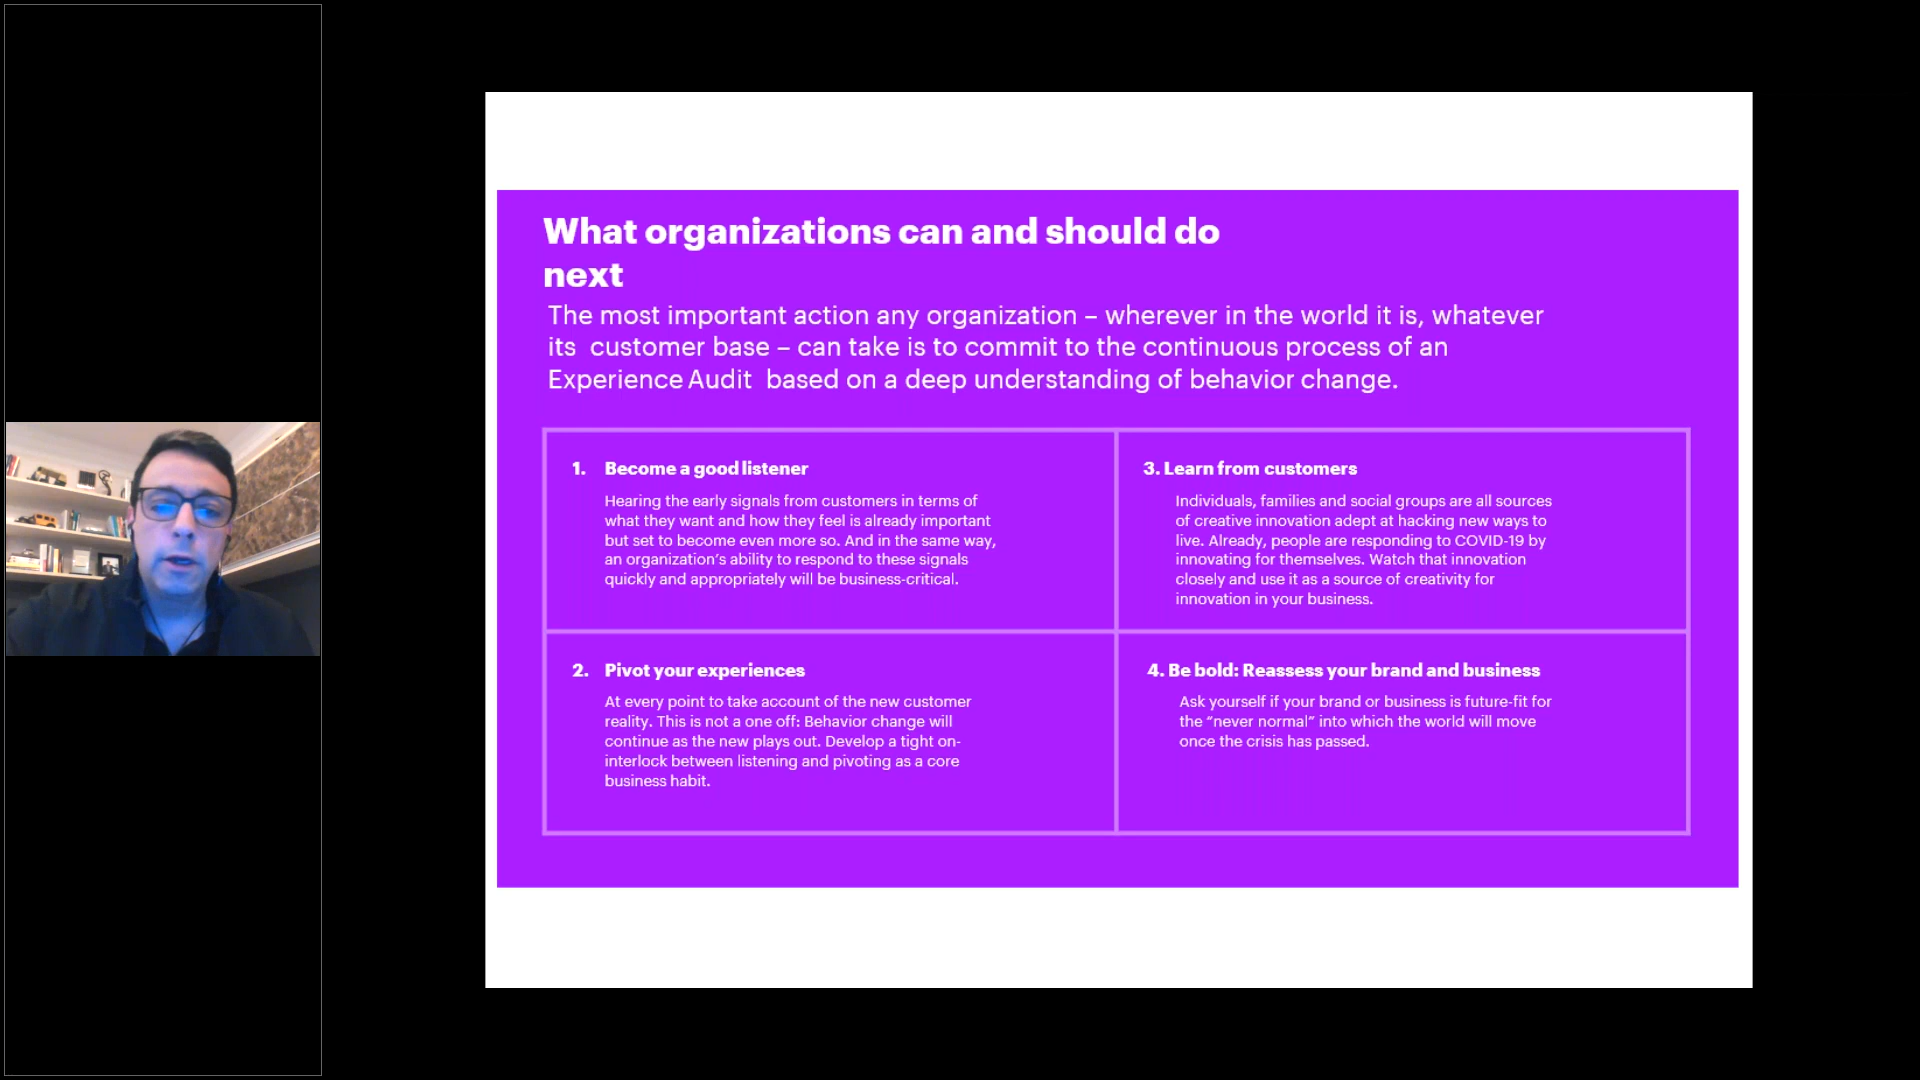 What organizations can and should do
next
The most important action any organization – wherever in the world it is, whatever
its customer base – can take is to commit to the continuous process of an
Experience Audit based on a deep understanding of behavior change.
1. Become a good listener
Hearing the early signals from customers in terms of
what they want and how they feel is already important
but set to become even more so. And in the same way,
an organization’s ability to respond to these signals
quickly and appropriately will be business-critical.
2. Pivot your experiences
At every point to take account of the new customer
reality. This is not a one off: Behavior change will
continue as the new plays out. Develop a tight on-
interlock between listening and pivoting as a core
business habit.
3. Learn from customers
Individuals, families and social groups are all sources
of creative innovation adept at hacking new ways to
live. Already, people are responding to COVID-19 by
innovating for themselves. Watch that innovation
closely and use it as a source of creativity for
innovation in your business.
4. Be bold: Reassess your brand and business
Ask yourself if your brand or business is future-fit for
the “never normal” into which the world will move
once the crisis has passed.